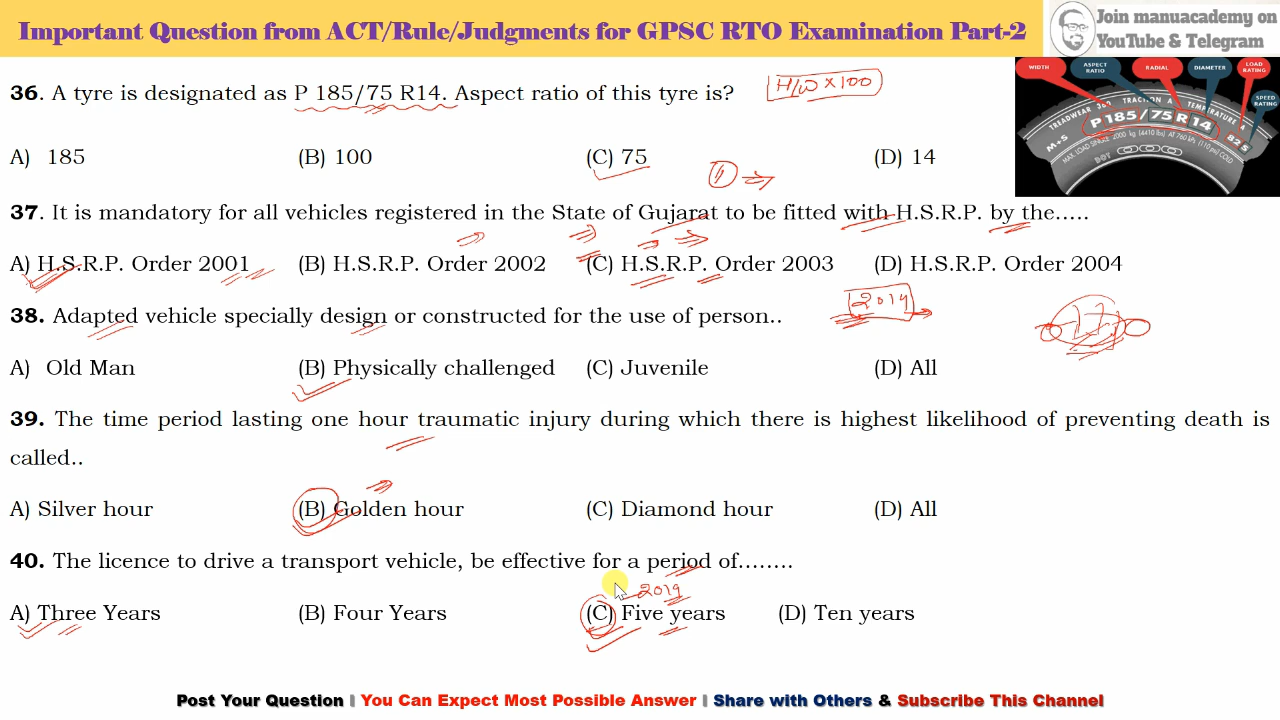 Important Question from ACT/Rule/Judgments for GPSC RTO Examination Part-2
Join manuacademy on
YouTube & Telegram
36. A tyre is designated as P 185/75 R14. Aspect ratio of this tyre is?
H/W × 100
WIDTH
ASPECT RATIO
RADIAL
DIAMETER
LOAD RATING
SPEED RATING
TREADWEAR 360 TRACTION A TEMPERATURE A
P 185/75 R 14 82 S
M+S
DOT
A) 185 (B) 100 (C) 75 (D) 14
37. It is mandatory for all vehicles registered in the State of Gujarat to be fitted with H.S.R.P. by the.....
A) H.S.R.P. Order 2001 (B) H.S.R.P. Order 2002 (C) H.S.R.P. Order 2003 (D) H.S.R.P. Order 2004
2019
38. Adapted vehicle specially design or constructed for the use of person..
A) Old Man (B) Physically challenged (C) Juvenile (D) All
39. The time period lasting one hour traumatic injury during which there is highest likelihood of preventing death is
called..
A) Silver hour (B) Golden hour (C) Diamond hour (D) All
40. The licence to drive a transport vehicle, be effective for a period of........
2019
A) Three Years (B) Four Years (C) Five years (D) Ten years
Post Your Question | You Can Expect Most Possible Answer | Share with Others & Subscribe This Channel